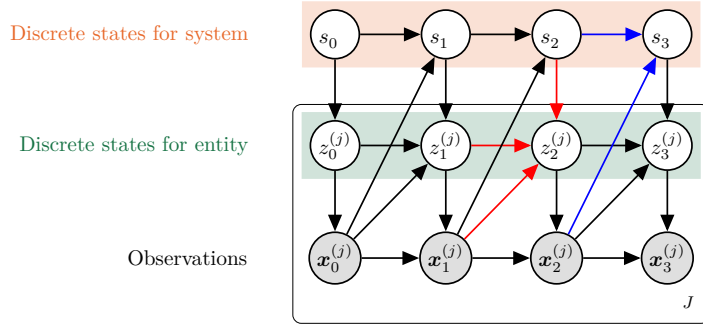 Discrete states for system s₀ s₁ s₂ s₃
Discrete states for entity z₀⁽ʲ⁾ z₁⁽ʲ⁾ z₂⁽ʲ⁾ z₃⁽ʲ⁾
Observations x₀⁽ʲ⁾ x₁⁽ʲ⁾ x₂⁽ʲ⁾ x₃⁽ʲ⁾
J